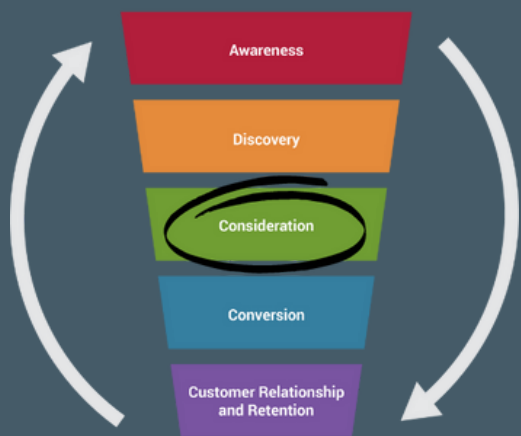 Awareness
Discovery
Consideration
Conversion
Customer Relationship
and Retention